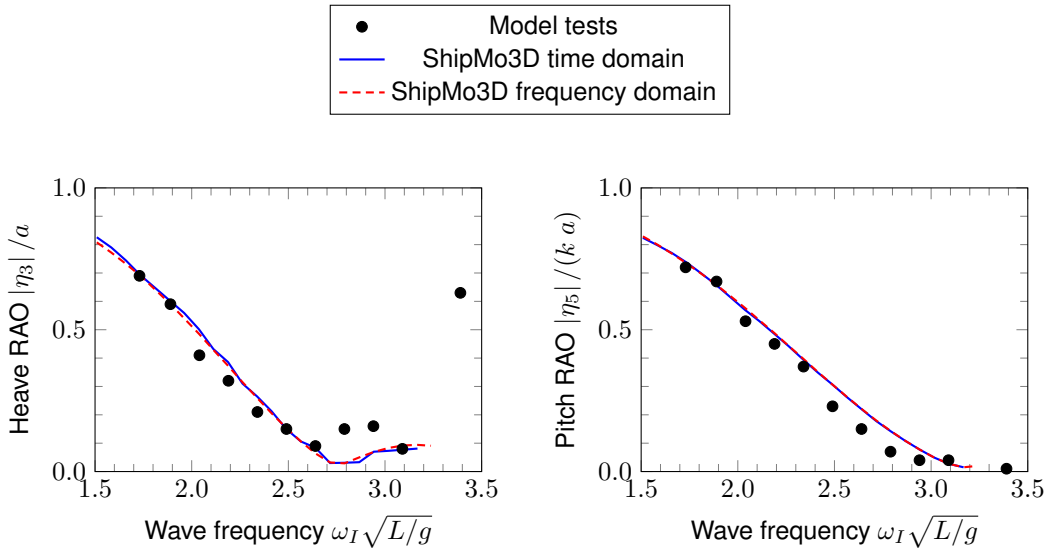 Model tests
ShipMo3D time domain
ShipMo3D frequency domain
1.0
0.5
0.0
1.5 2.0 2.5 3.0 3.5
Heave RAO |η₃|/a
Wave frequency ω_I√(L/g)
1.0
0.5
0.0
1.5 2.0 2.5 3.0 3.5
Pitch RAO |η₅|/(k a)
Wave frequency ω_I√(L/g)